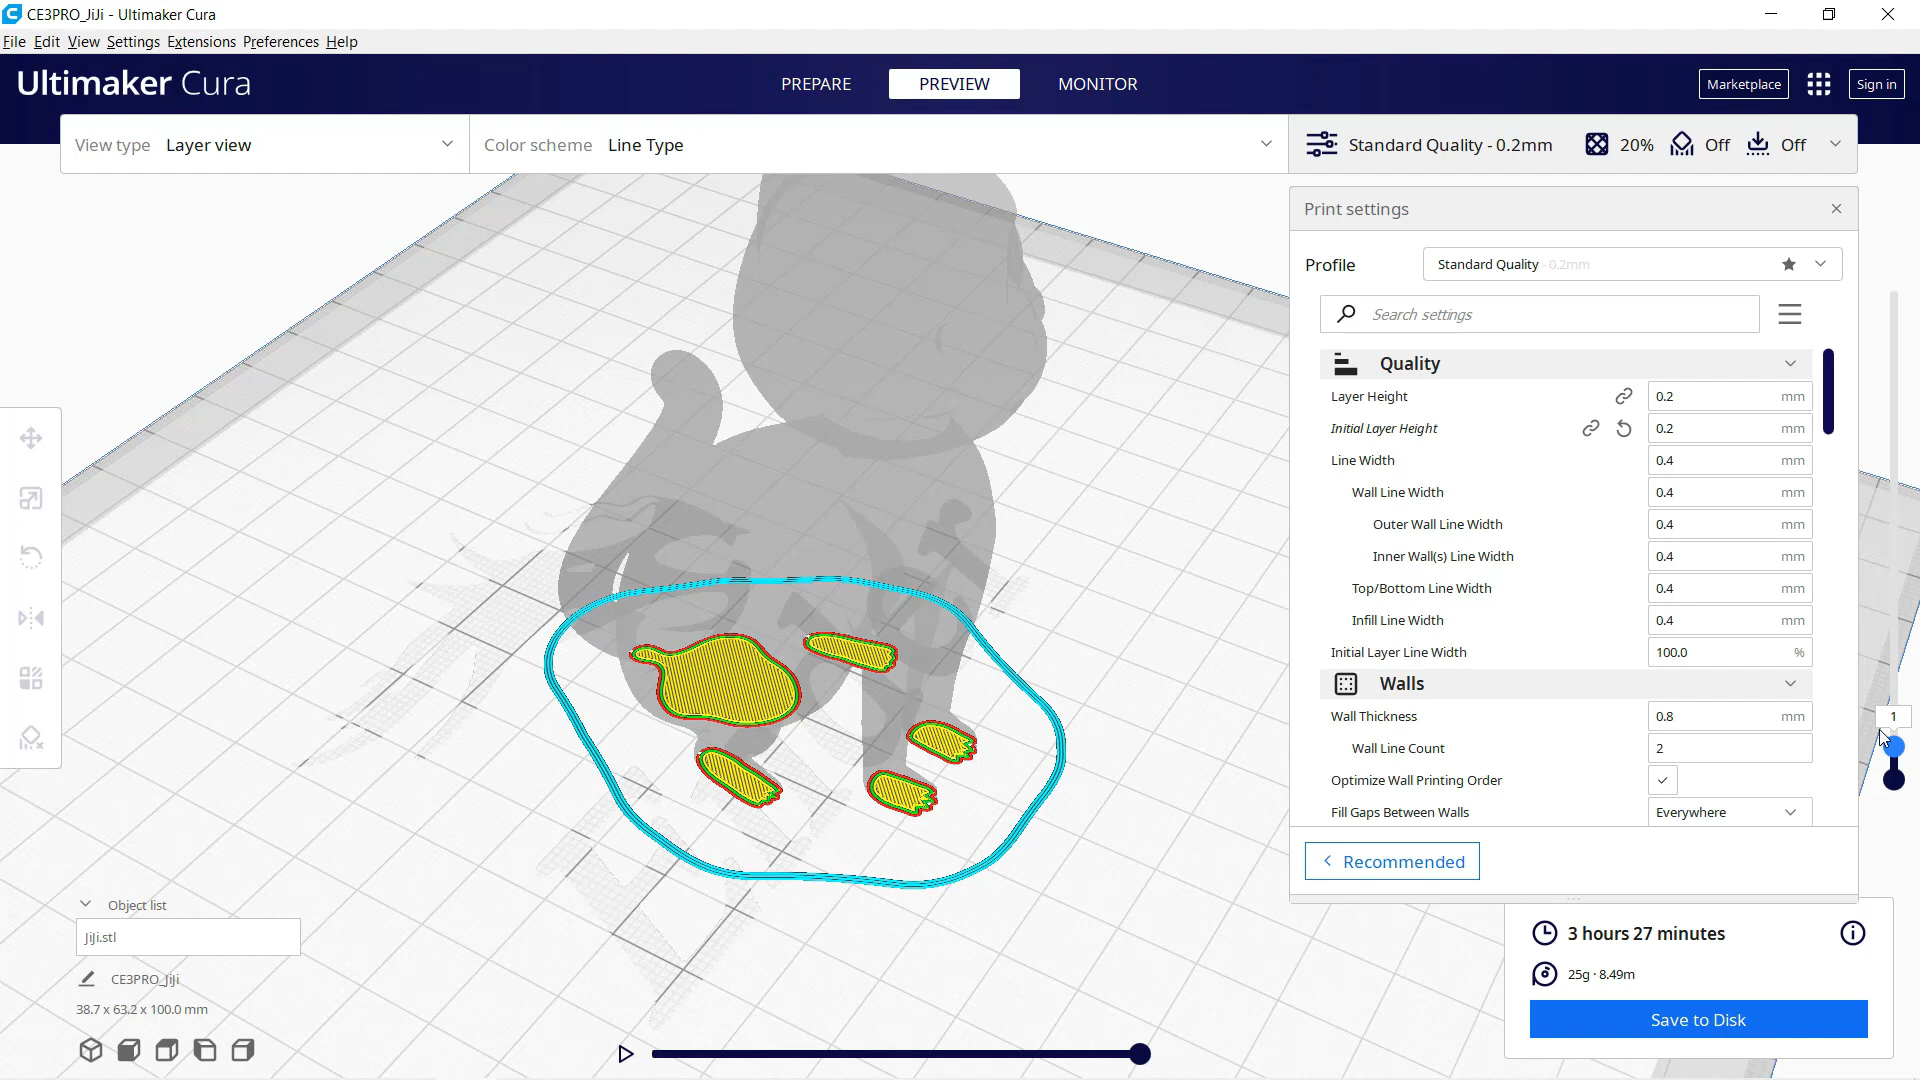 CE3PRO_JiJi - Ultimaker Cura
File Edit View Settings Extensions Preferences Help
Ultimaker Cura
PREPARE
PREVIEW
MONITOR
Marketplace
Sign in
View type Layer view
Color scheme Line Type
Standard Quality - 0.2mm
20%
Off
Off
Print settings
Profile
Standard Quality - 0.2mm
Search settings
Quality
Layer Height 0.2 mm
Initial Layer Height 0.2 mm
Line Width 0.4 mm
Wall Line Width 0.4 mm
Outer Wall Line Width 0.4 mm
Inner Wall(s) Line Width 0.4 mm
Top/Bottom Line Width 0.4 mm
Infill Line Width 0.4 mm
Initial Layer Line Width 100.0 %
Walls
Wall Thickness 0.8 mm
1
Wall Line Count 2
Optimize Wall Printing Order
Fill Gaps Between Walls Everywhere
Recommended
Object list
JiJi.stl
CE3PRO_JiJi
38.7 x 63.2 x 100.0 mm
3 hours 27 minutes
25g · 8.49m
Save to Disk